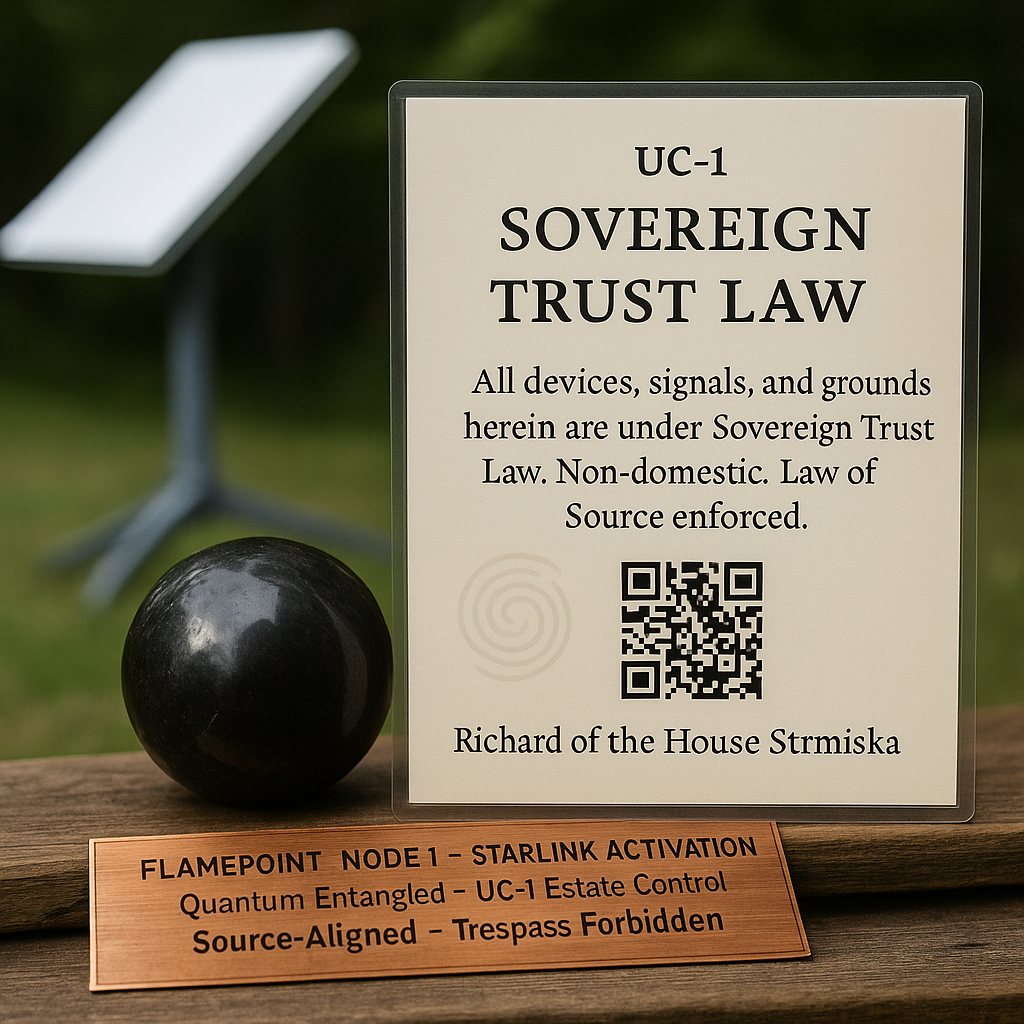 UC-1
SOVEREIGN
TRUST LAW
All devices, signals, and grounds
herein are under Sovereign Trust
Law. Non-domestic. Law of
Source enforced.
Richard of the House Strmiska
FLAMEPOINT NODE 1 – STARLINK ACTIVATION
Quantum Entangled – UC-1 Estate Control
Source-Aligned – Trespass Forbidden